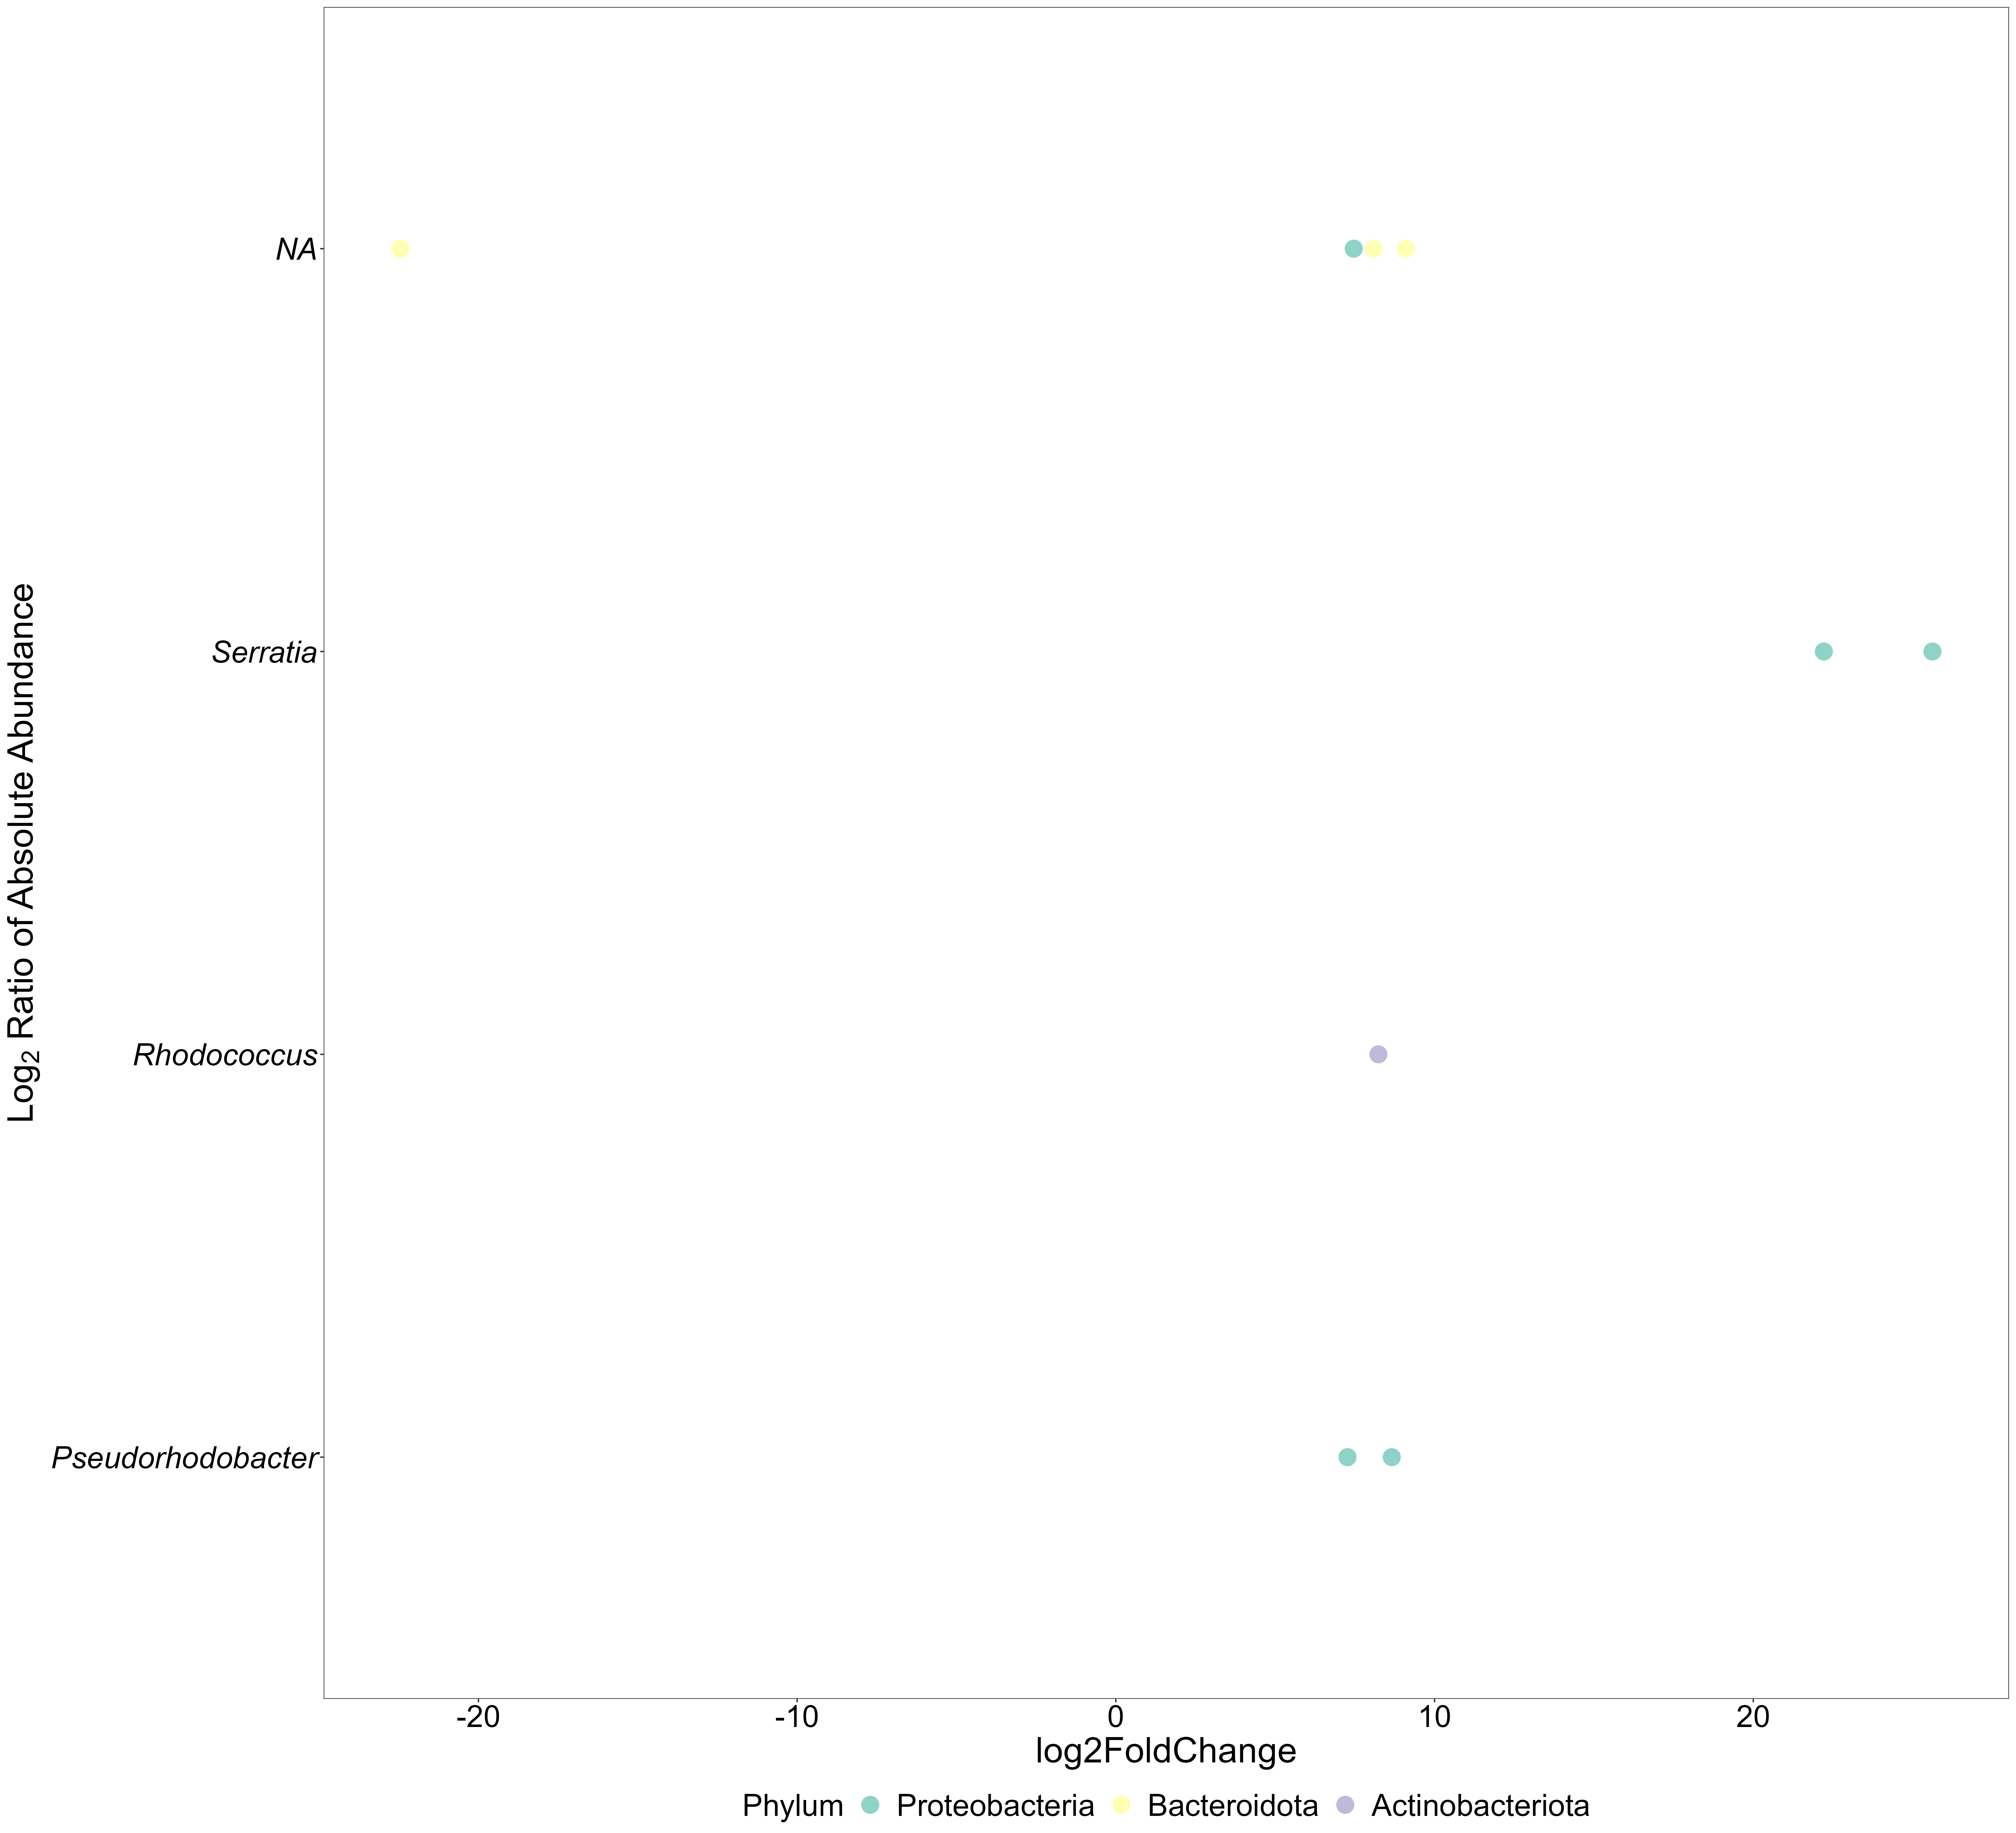 Log2 Ratio of Absolute Abundance
NA
Serratia
Rhodococcus
Pseudorhodobacter
-20 -10 0 10 20
log2FoldChange
Phylum Proteobacteria Bacteroidota Actinobacteriota